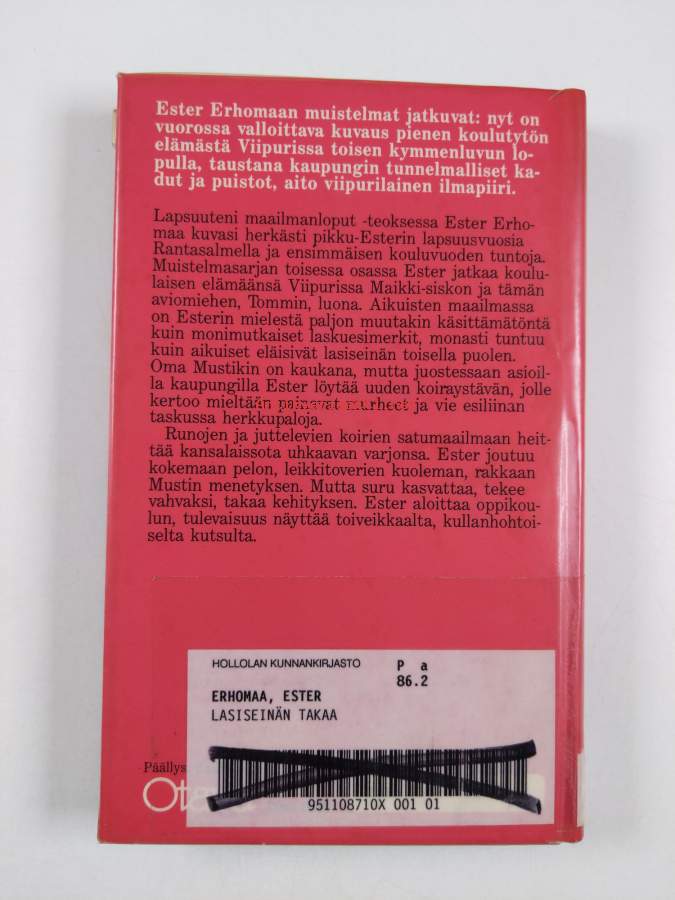 Ester Erhomaan muistelmat jatkuvat: nyt on
vuorossa valloittava kuvaus pienen koulutytön
elämästä Viipurissa toisen kymmenluvun lo-
pulla, taustana kaupungin tunnelmalliset ka-
dut ja puistot, aito viipurilainen ilmapiiri.
Lapsuuteni maailmanloput -teoksessa Ester Erho-
maa kuvasi herkästi pikku-Esterin lapsuusvuosia
Rantasalmella ja ensimmäisen kouluvuoden tuntoja.
Muistelmasarjan toisessa osassa Ester jatkaa koulu-
laisen elämäänsä Viipurissa Maikki-siskon ja tämän
aviomiehen, Tommin, luona. Aikuisten maailmassa
on Esterin mielestä paljon muutakin käsittämätöntä
kuin monimutkaiset laskuesimerkit, monasti tuntuu
kuin aikuiset eläisivät lasiseinän toisella puolen.
Oma Mustikin on kaukana, mutta juostessaan asioil-
la kaupungilla Ester löytää uuden koiraystävän, jolle
kertoo mieltään painavat murheet ja vie esiliinan
taskussa herkkupaloja.
Runojen ja juttelevien koirien satumaailmaan heit-
tää kansalaissota uhkaavan varjonsa. Ester joutuu
kokemaan pelon, leikkitoverien kuoleman, rakkaan
Mustin menetyksen. Mutta suru kasvattaa, tekee
vahvaksi, takaa kehityksen. Ester aloittaa oppikou-
lun, tulevaisuus näyttää toiveikkaalta, kullanhohtoi-
selta kutsulta.
HOLLOLAN KUNNANKIRJASTO P a
86.2
ERHOMAA, ESTER
LASISEINÄN TAKAA
Päällys
951108710X 001 01